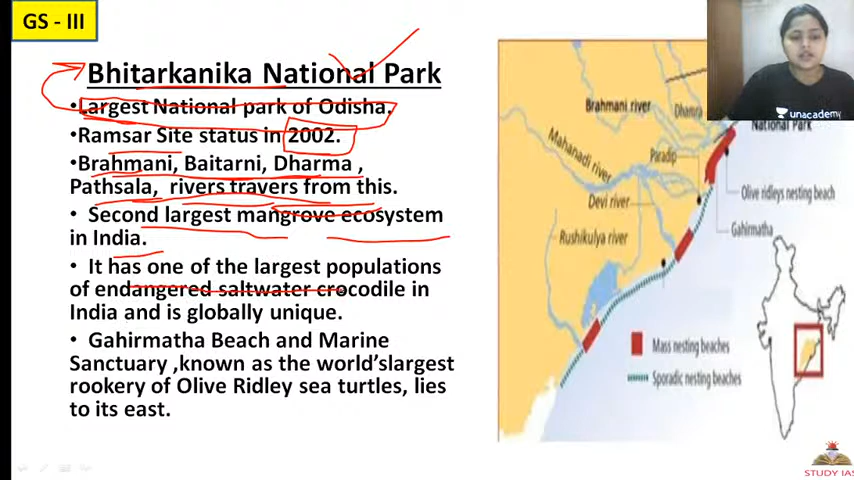 GS - III
Bhitarkanika National Park
•Largest National park of Odisha.
• Ramsar Site status in 2002.
• Brahmani, Baitarni, Dharma ,
Pathsala, rivers travers from this.
• Second largest mangrove ecosystem
in India.
• It has one of the largest populations
of endangered saltwater crocodile in
India and is globally unique.
• Gahirmatha Beach and Marine
Sanctuary ,known as the world'slargest
rookery of Olive Ridley sea turtles, lies
to its east.
unacademy
Brahmani river
Dhamra
National Park
Mahanadi river
Paradip
Olive ridleys nesting beach
Devi river
Gahirmatha
Rushikulya river
Mass nesting beaches
Sporadic nesting beaches
STUDY IAS